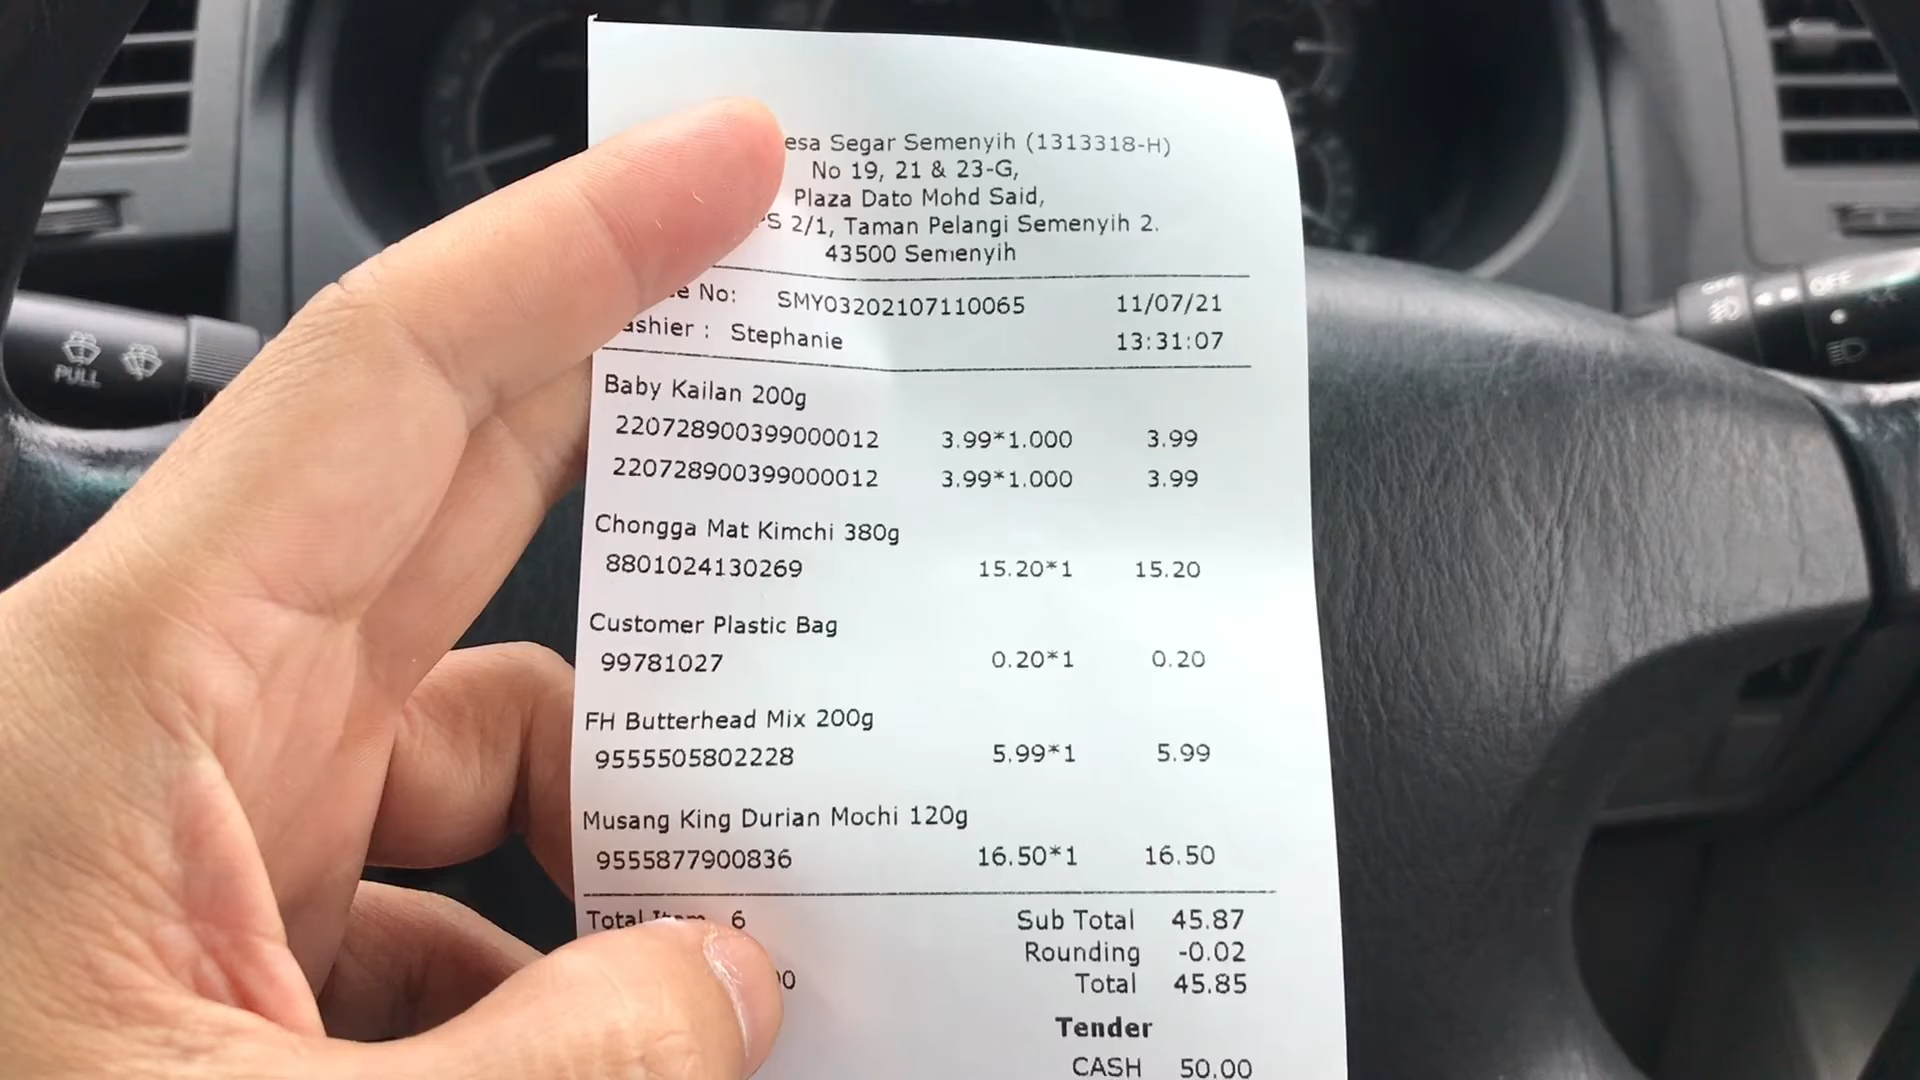 Segar Semenyih (1313318-H)
No 19, 21 & 23-G,
Plaza Dato Mohd Said,
2/1, Taman Pelangi Semenyih 2.
43500 Semenyih
No: SMY03202107110065 11/07/21
: Stephanie 13:31:07
Baby Kailan 200g
220728900399000012 3.99*1.000 3.99
220728900399000012 3.99*1.000 3.99
Chongga Mat Kimchi 380g
8801024130269 15.20*1 15.20
Customer Plastic Bag
99781027 0.20*1 0.20
FH Butterhead Mix 200g
9555505802228 5.99*1 5.99
Musang King Durian Mochi 120g
9555877900836 16.50*1 16.50
Total Item 6 Sub Total 45.87
Rounding -0.02
Total 45.85
Tender
CASH 50.00
PULL
OFF